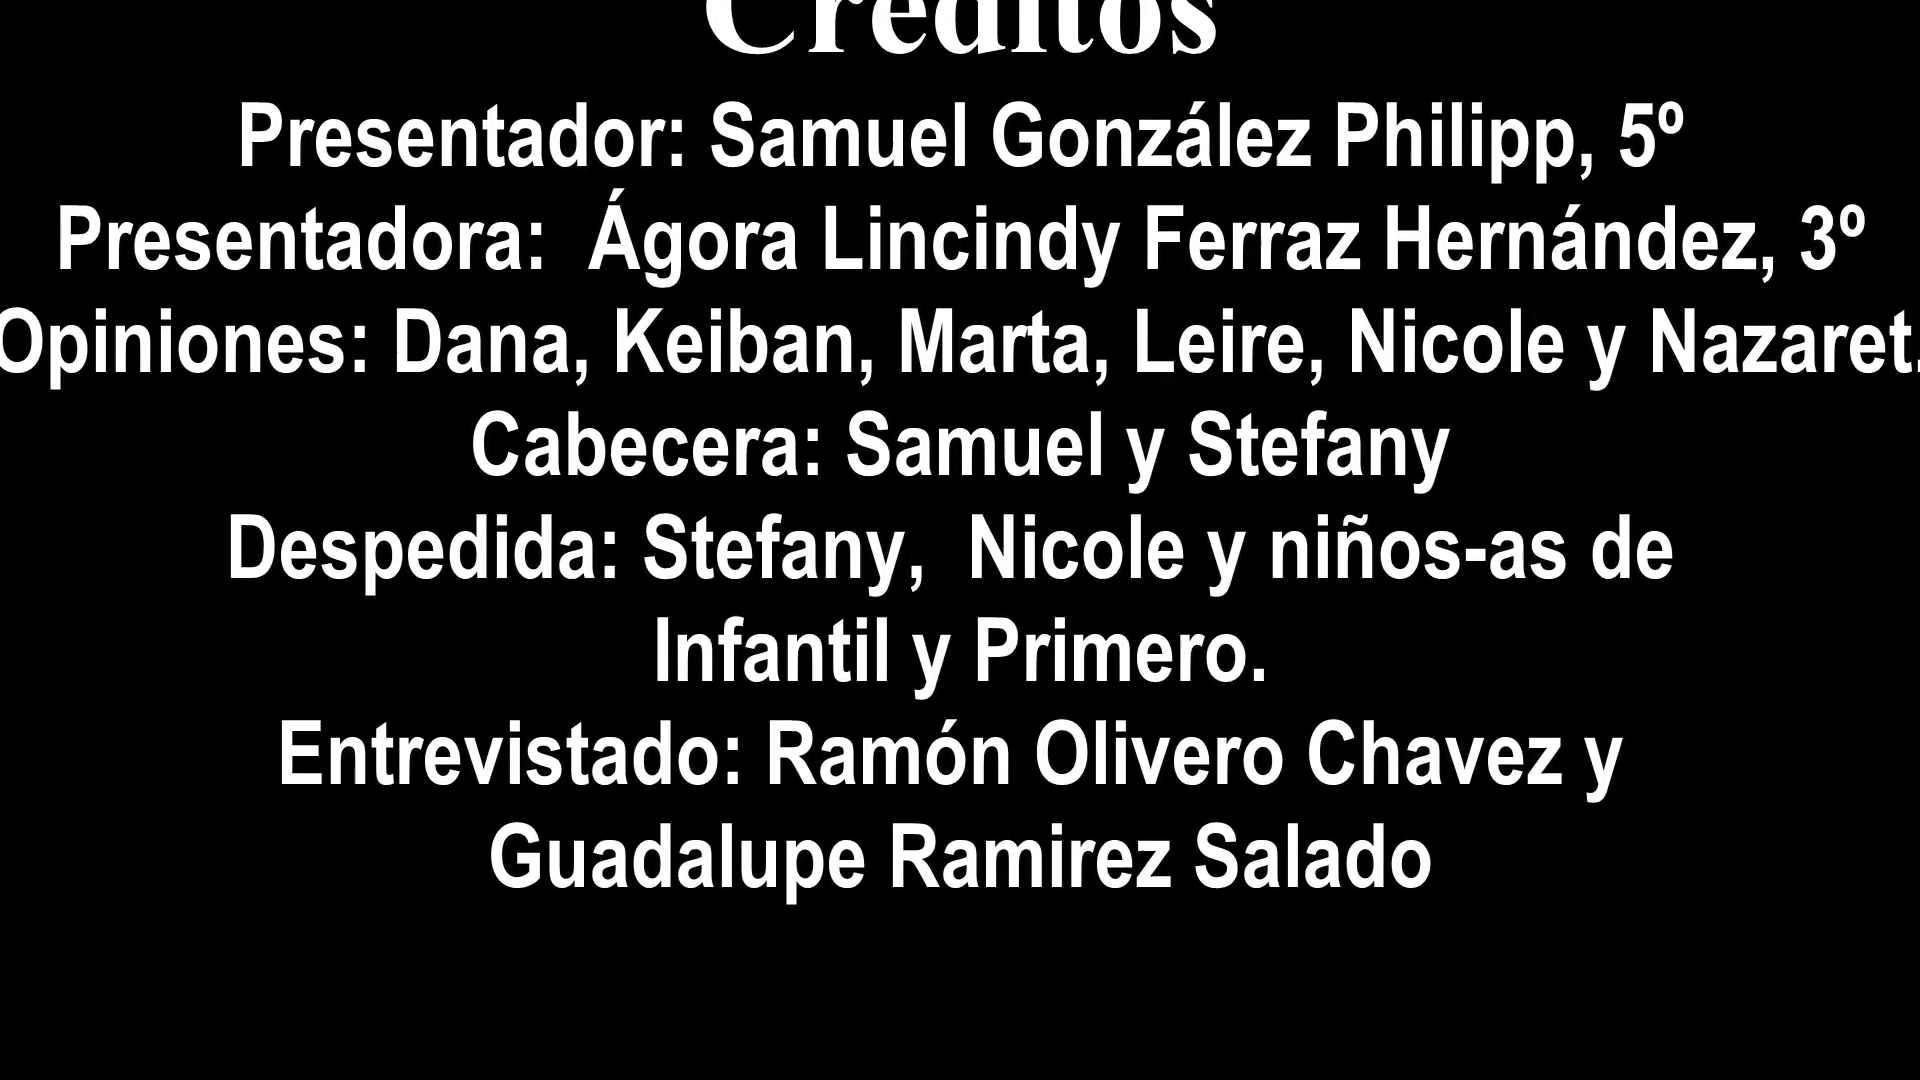 Créditos
Presentador: Samuel González Philipp, 5º
Presentadora: Ágora Lincindy Ferraz Hernández, 3º
Opiniones: Dana, Keiban, Marta, Leire, Nicole y Nazaret.
Cabecera: Samuel y Stefany
Despedida: Stefany, Nicole y niños-as de
Infantil y Primero.
Entrevistado: Ramón Olivero Chavez y
Guadalupe Ramirez Salado